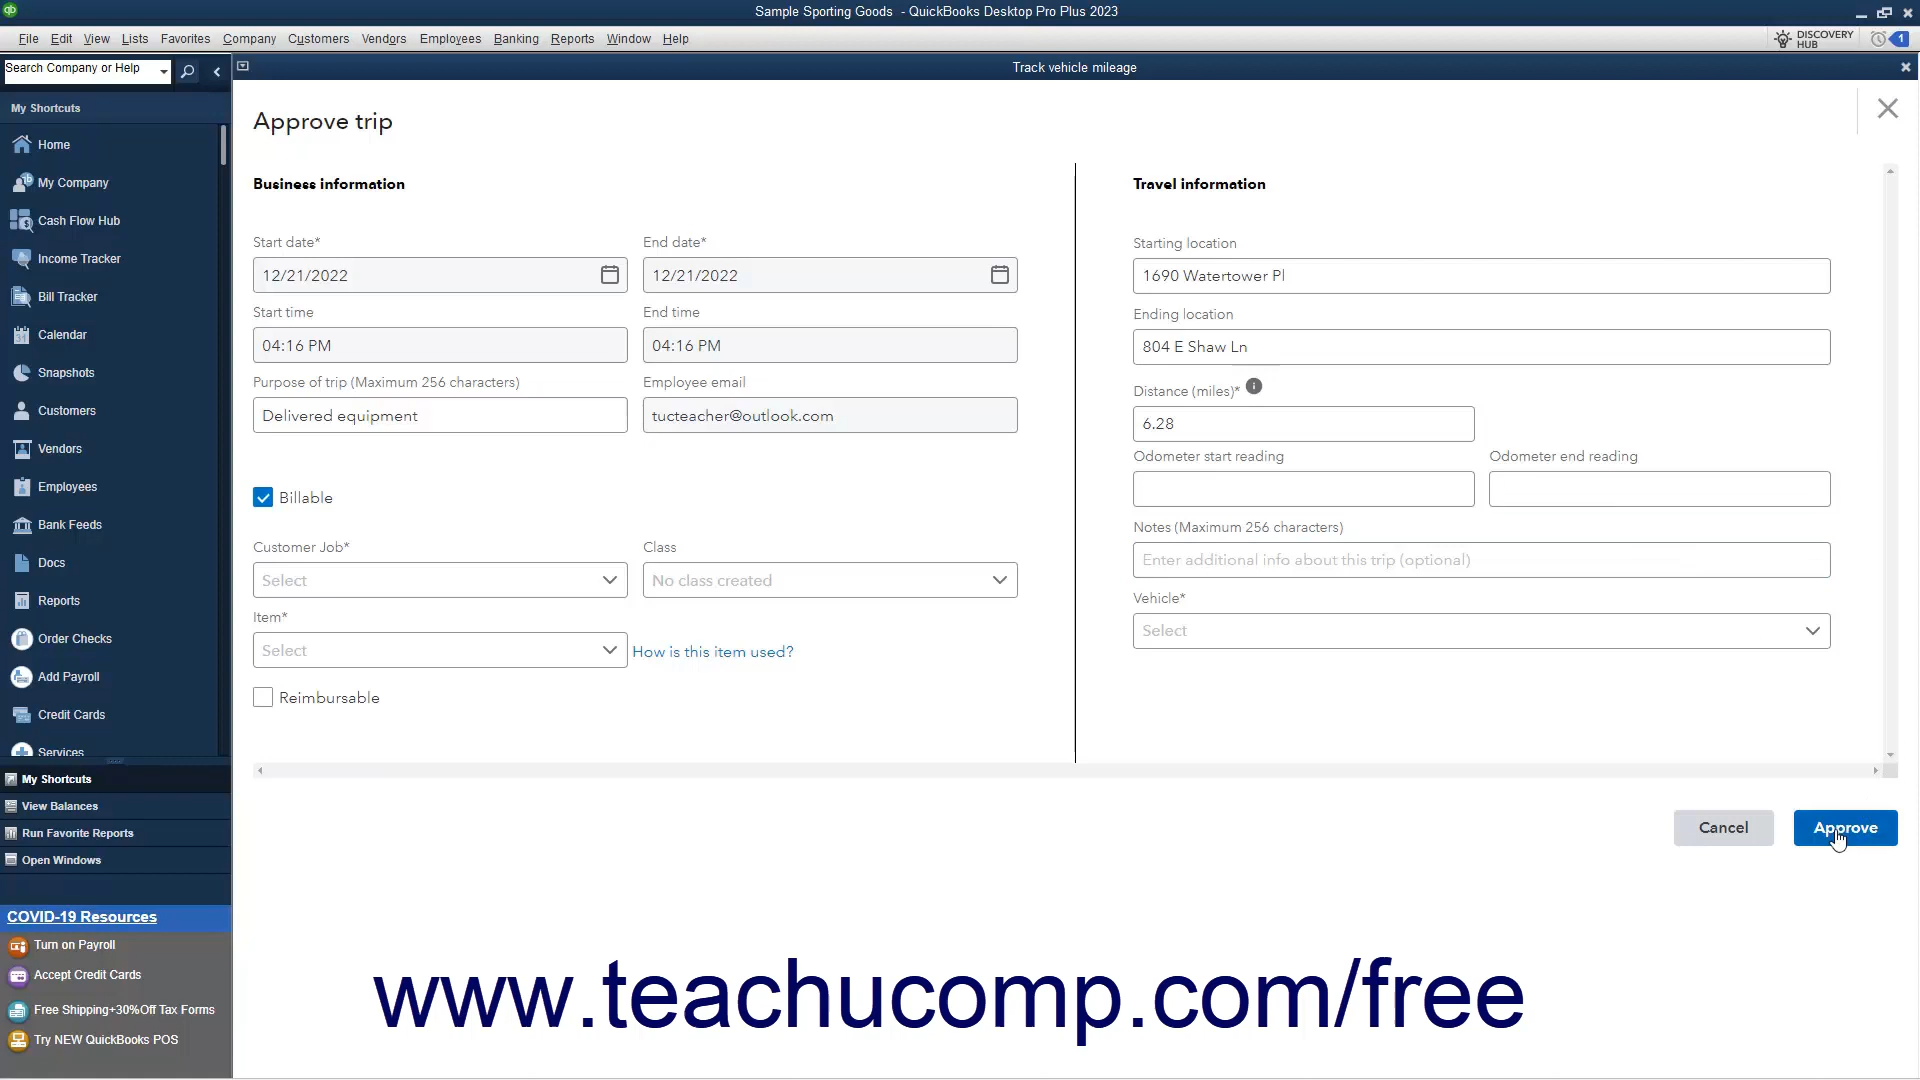 Sample Sporting Goods - QuickBooks Desktop Pro Plus 2023
File Edit View Lists Favorites Company Customers Vendors Employees Banking Reports Window Help
DISCOVERY HUB
1
Search Company or Help
Track vehicle mileage
My Shortcuts
Home
My Company
Cash Flow Hub
Income Tracker
Bill Tracker
Calendar
Snapshots
Customers
Vendors
Employees
Bank Feeds
Docs
Reports
Order Checks
Add Payroll
Credit Cards
Services
My Shortcuts
View Balances
Run Favorite Reports
Open Windows
COVID-19 Resources
Turn on Payroll
Accept Credit Cards
Free Shipping+30%Off Tax Forms
Try NEW QuickBooks POS
Approve trip
Business information
Start date* End date*
12/21/2022 12/21/2022
Start time End time
04:16 PM 04:16 PM
Purpose of trip (Maximum 256 characters) Employee email
Delivered equipment tucteacher@outlook.com
Billable
Customer Job* Class
Select No class created
Item*
Select How is this item used?
Reimbursable
Travel information
Starting location
1690 Watertower Pl
Ending location
804 E Shaw Ln
Distance (miles)*
6.28
Odometer start reading Odometer end reading
Notes (Maximum 256 characters)
Enter additional info about this trip (optional)
Vehicle*
Select
Cancel Approve
www.teachucomp.com/free